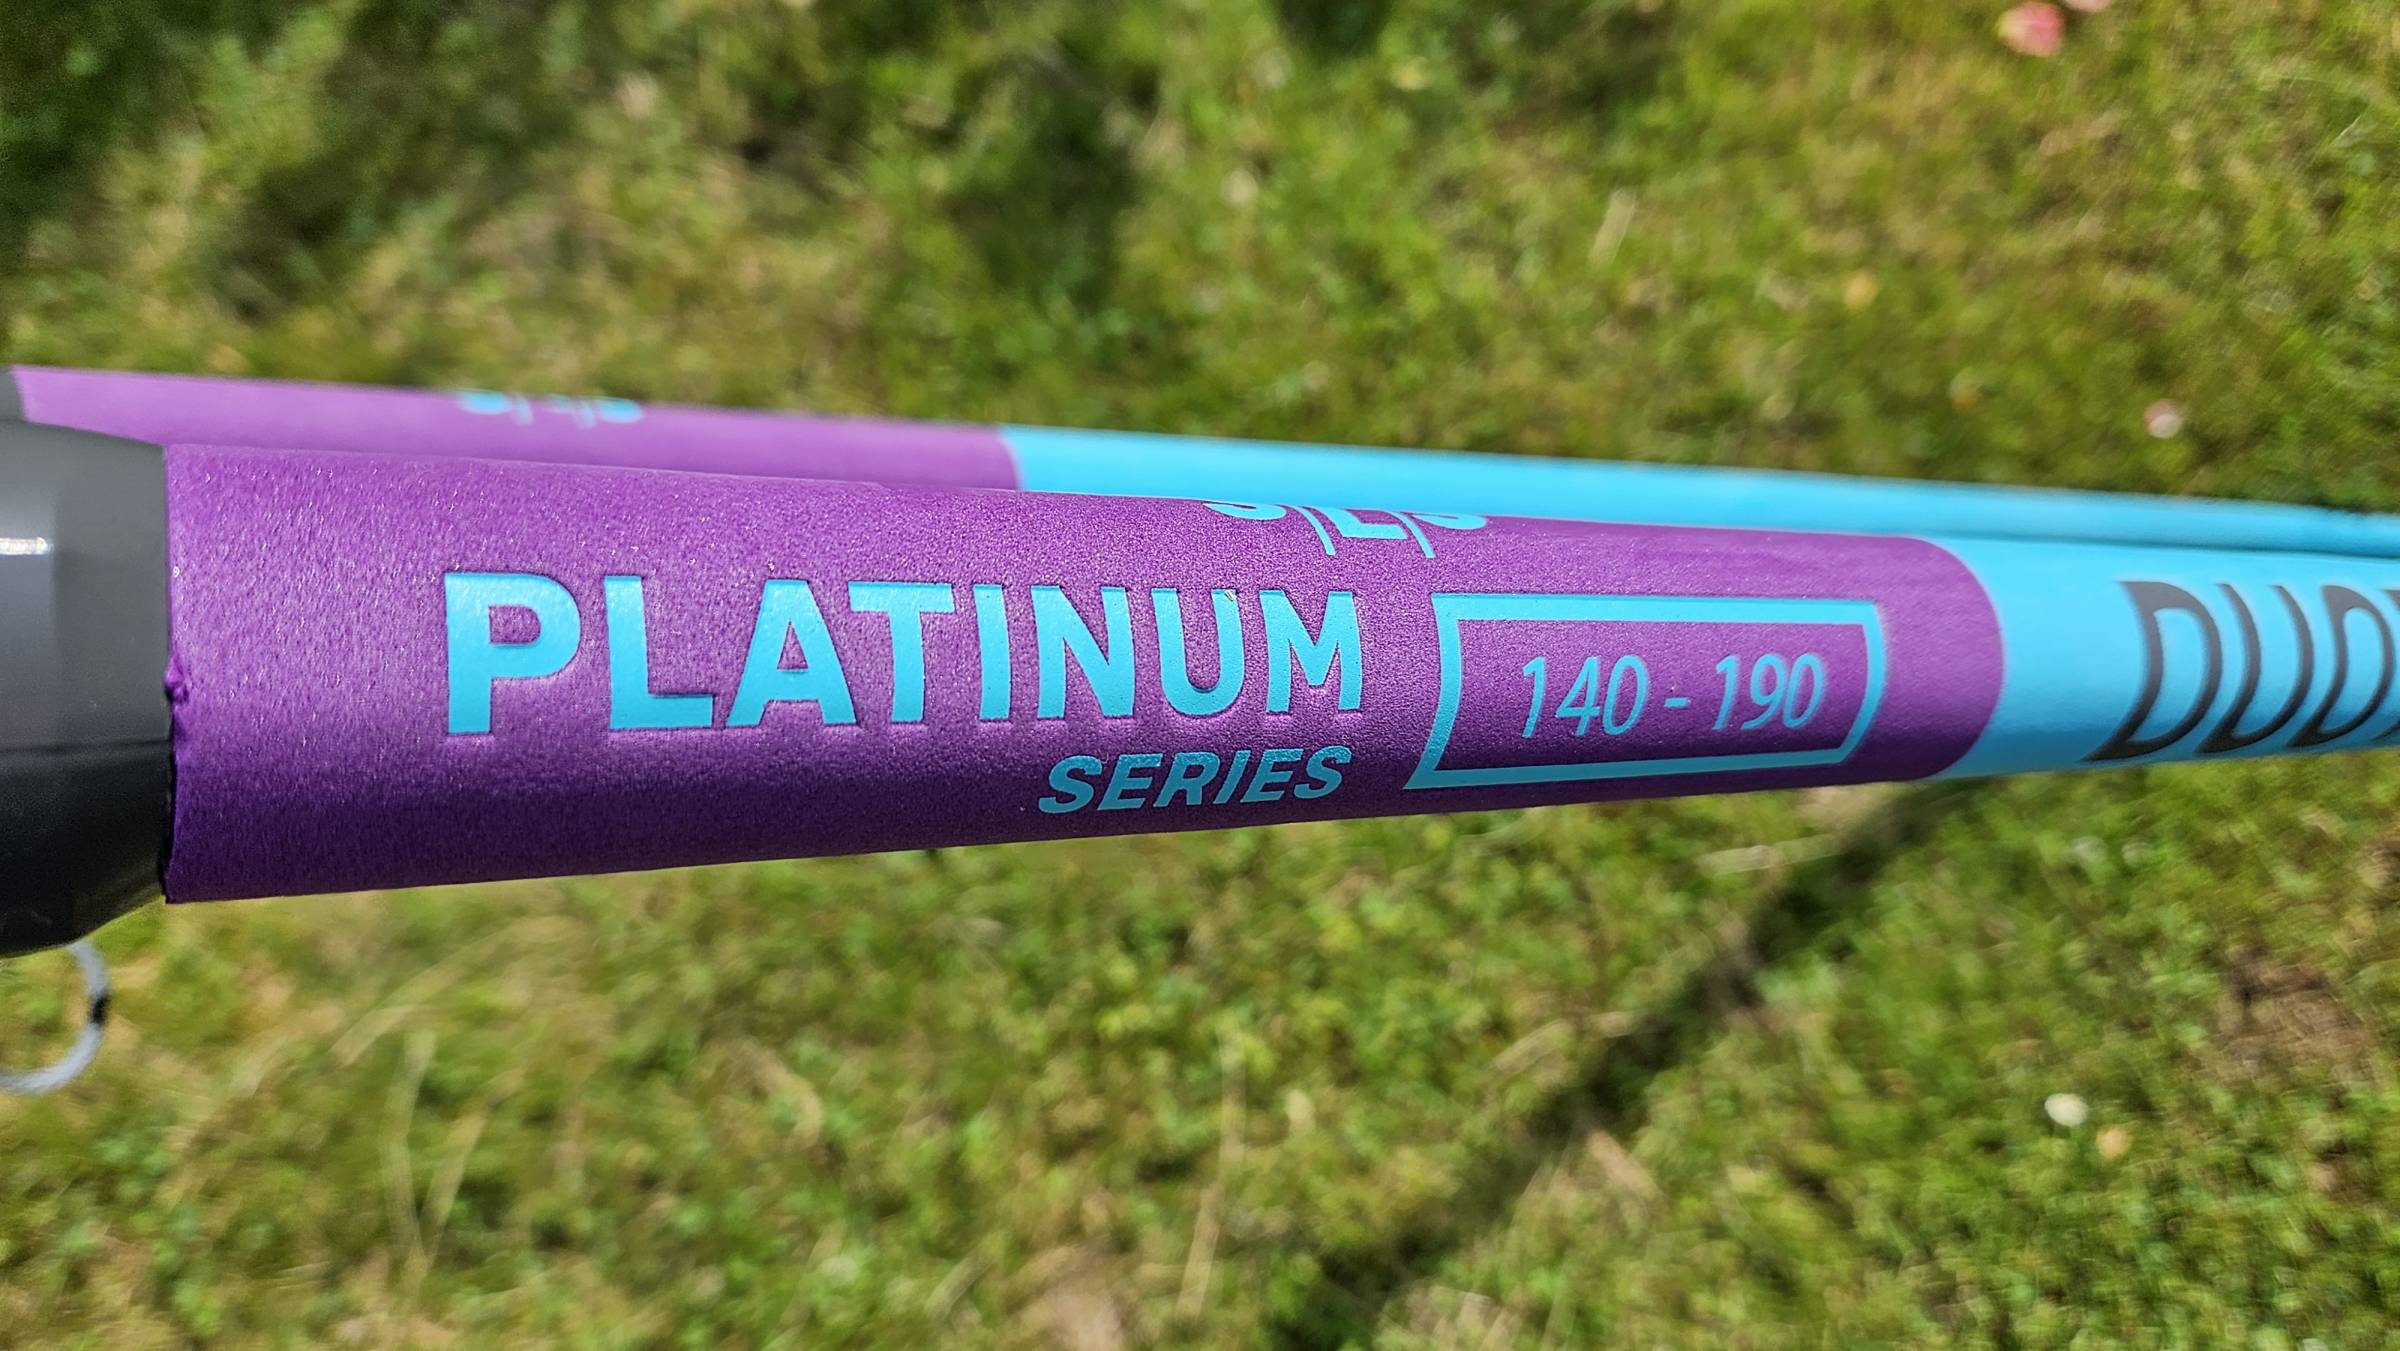 PLATINUM
SERIES
140 - 190